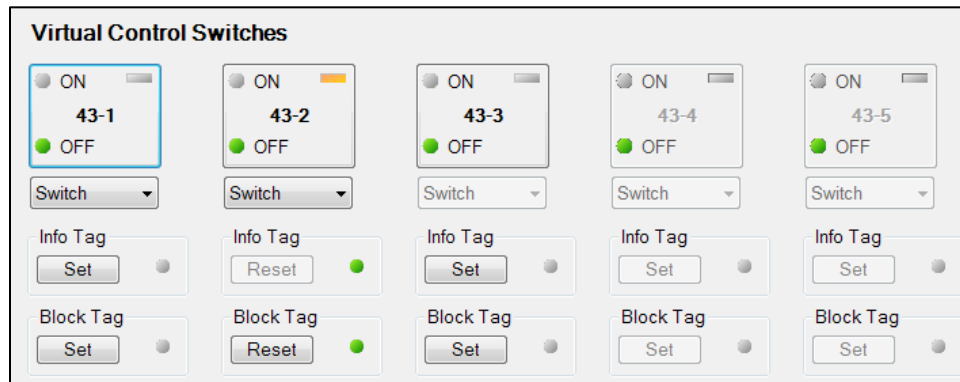 Virtual Control Switches
ON ON ON ON ON
43-1 43-2 43-3 43-4 43-5
OFF OFF OFF OFF OFF
Switch Switch Switch Switch Switch
Info Tag Info Tag Info Tag Info Tag Info Tag
Set Reset Set Set Set
Block Tag Block Tag Block Tag Block Tag Block Tag
Set Reset Set Set Set